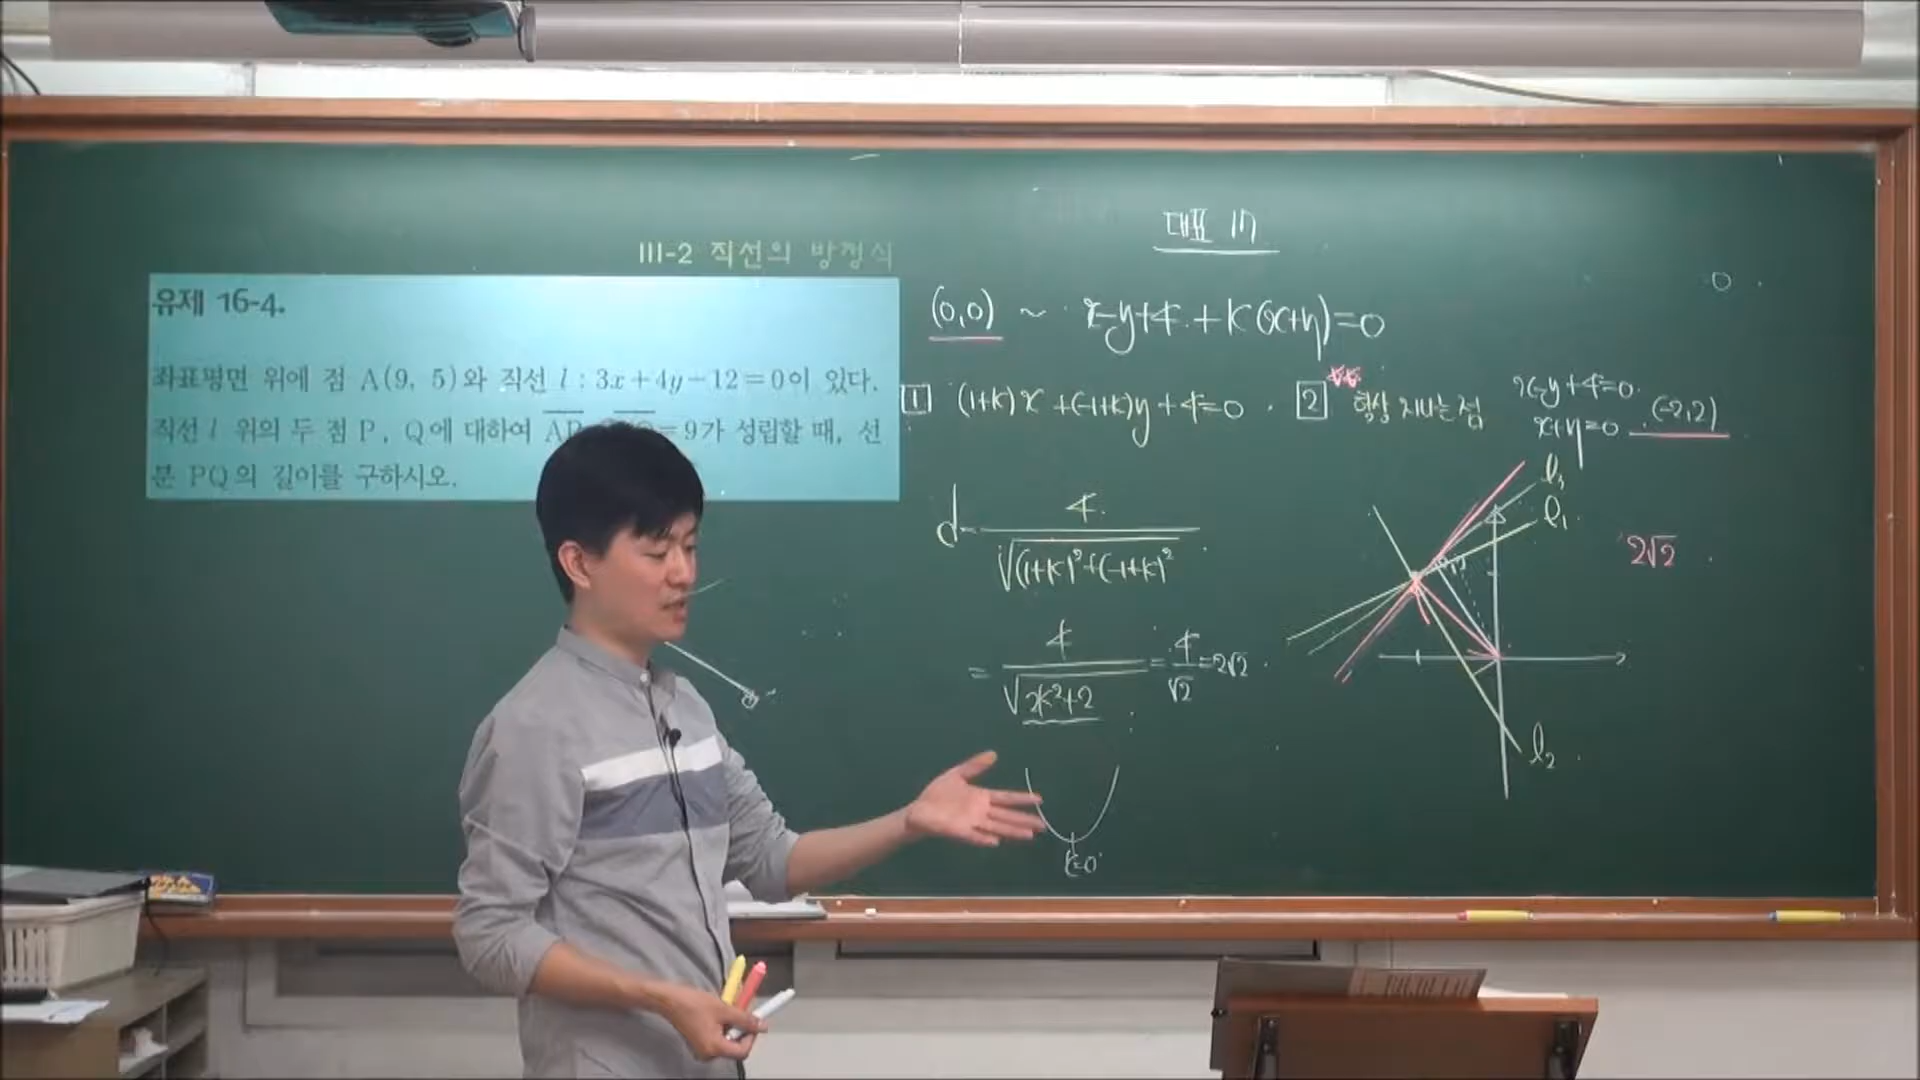 III-2 직선의 방정식
유제 16-4.
좌표평면 위에 점 A(9, 5)와 직선 l : 3x+4y-12=0이 있다.
직선 l 위의 두 점 P, Q에 대하여 AP =9가 성립할 때, 선
분 PQ의 길이를 구하시오.
대표 17
(0,0) ~ x-y+4+k(x+y)=0
1 (1+k)x+(-1+k)y+4=0
d=4/√((1+k)²+(-1+k)²)
=4/√(2k²+2)=4/√2=2√2
k=0
2 항상 지나는 점
x-y+4=0
x+y=0 (-2,2)
l₃
l₁
2√2
l₂